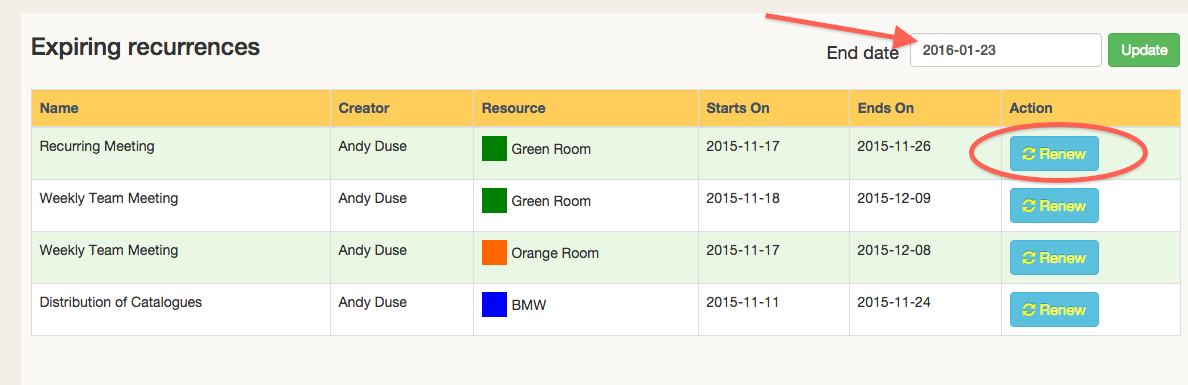 Expiring recurrences
End date 2016-01-23 Update
Name Creator Resource Starts On Ends On Action
Recurring Meeting Andy Duse Green Room 2015-11-17 2015-11-26 Renew
Weekly Team Meeting Andy Duse Green Room 2015-11-18 2015-12-09 Renew
Weekly Team Meeting Andy Duse Orange Room 2015-11-17 2015-12-08 Renew
Distribution of Catalogues Andy Duse BMW 2015-11-11 2015-11-24 Renew